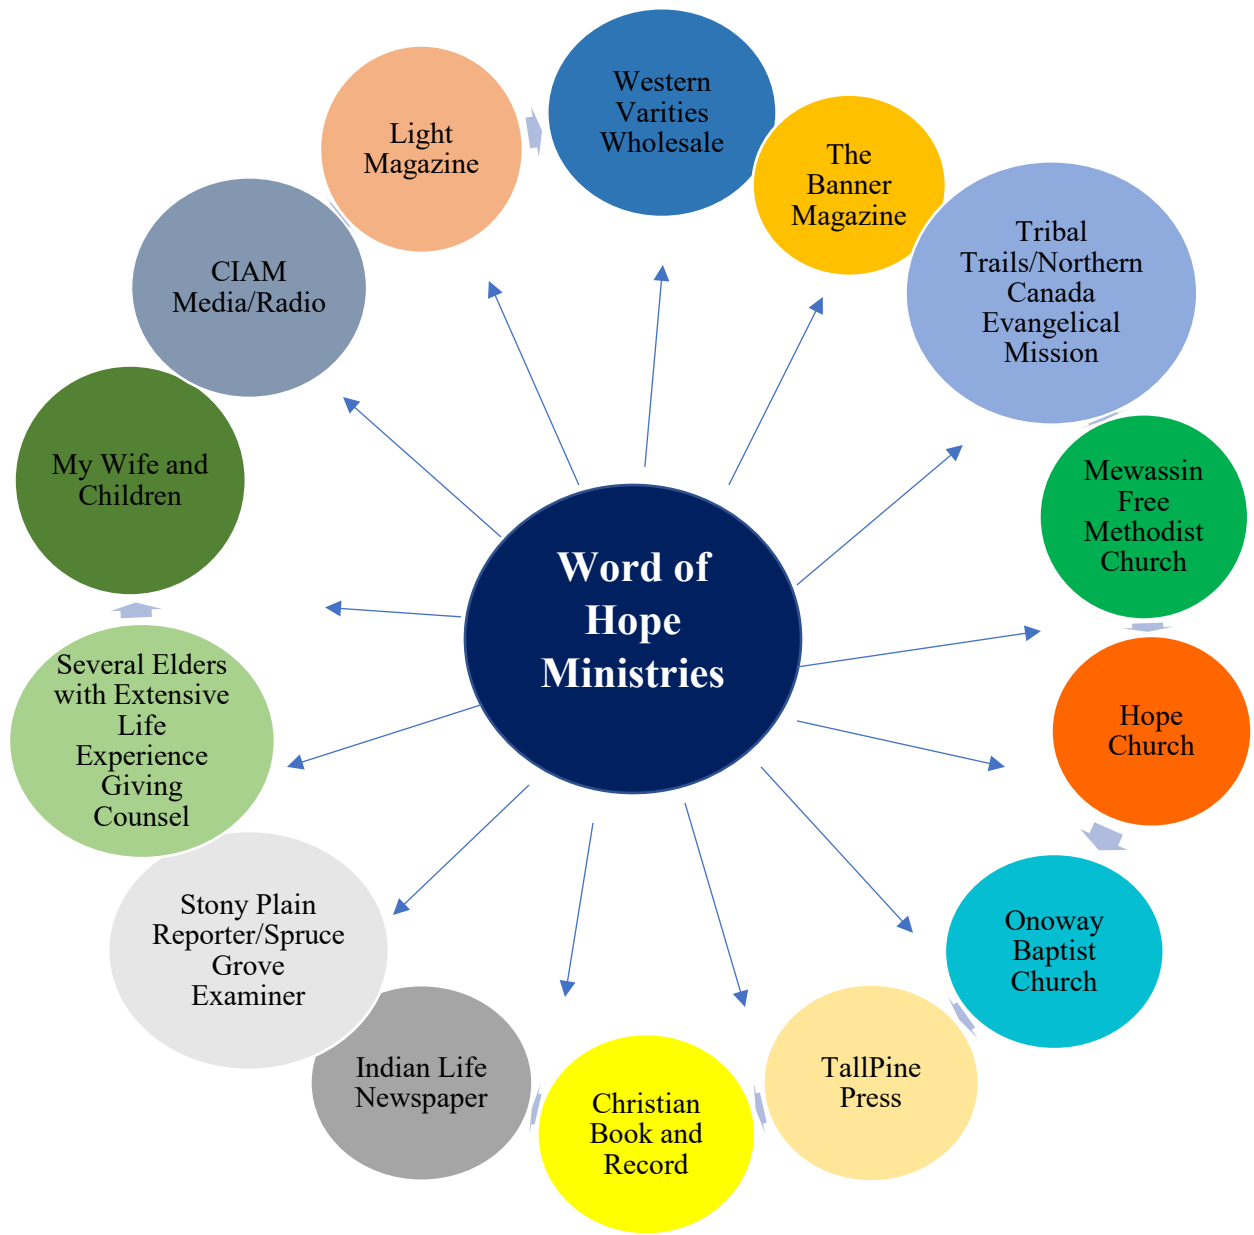 Western
Varities
Wholesale
Light
Magazine
The
Banner
Magazine
Tribal
Trails/Northern
Canada
Evangelical
Mission
CIAM
Media/Radio
My Wife and
Children
Mewassin
Free
Methodist
Church
Word of
Hope
Ministries
Several Elders
with Extensive
Life
Experience
Giving
Counsel
Hope
Church
Stony Plain
Reporter/Spruce
Grove
Examiner
Onoway
Baptist
Church
Indian Life
Newspaper
Christian
Book and
Record
TallPine
Press